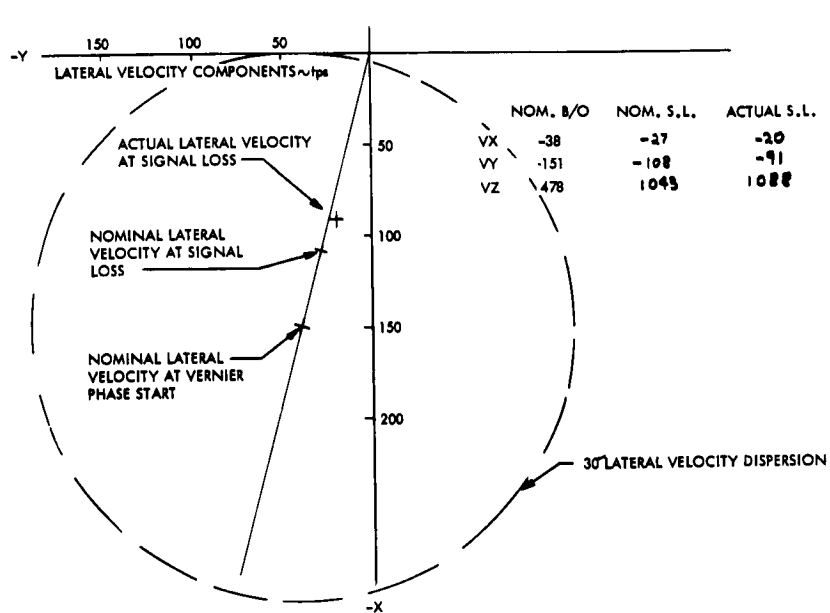 -Y 150 100 50
LATERAL VELOCITY COMPONENTS~fps
NOM. B/O NOM. S.L. ACTUAL S.L.
VX -38 -27 -20
VY -151 -108 -91
VZ 478 1043 1088
ACTUAL LATERAL VELOCITY
AT SIGNAL LOSS
50
NOMINAL LATERAL
VELOCITY AT SIGNAL
LOSS
100
150
NOMINAL LATERAL
VELOCITY AT VERNIER
PHASE START
200
3σ LATERAL VELOCITY DISPERSION
-X